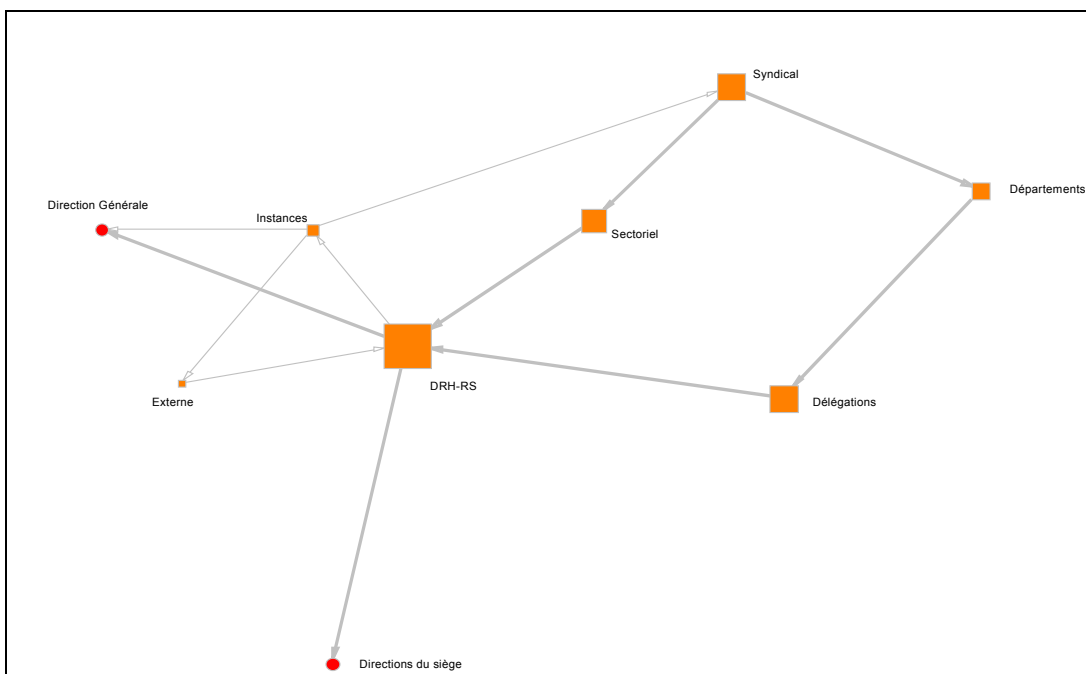 Syndical
Départements
Direction Générale
Instances
Sectoriel
DRH-RS
Externe
Délégations
Directions du siège